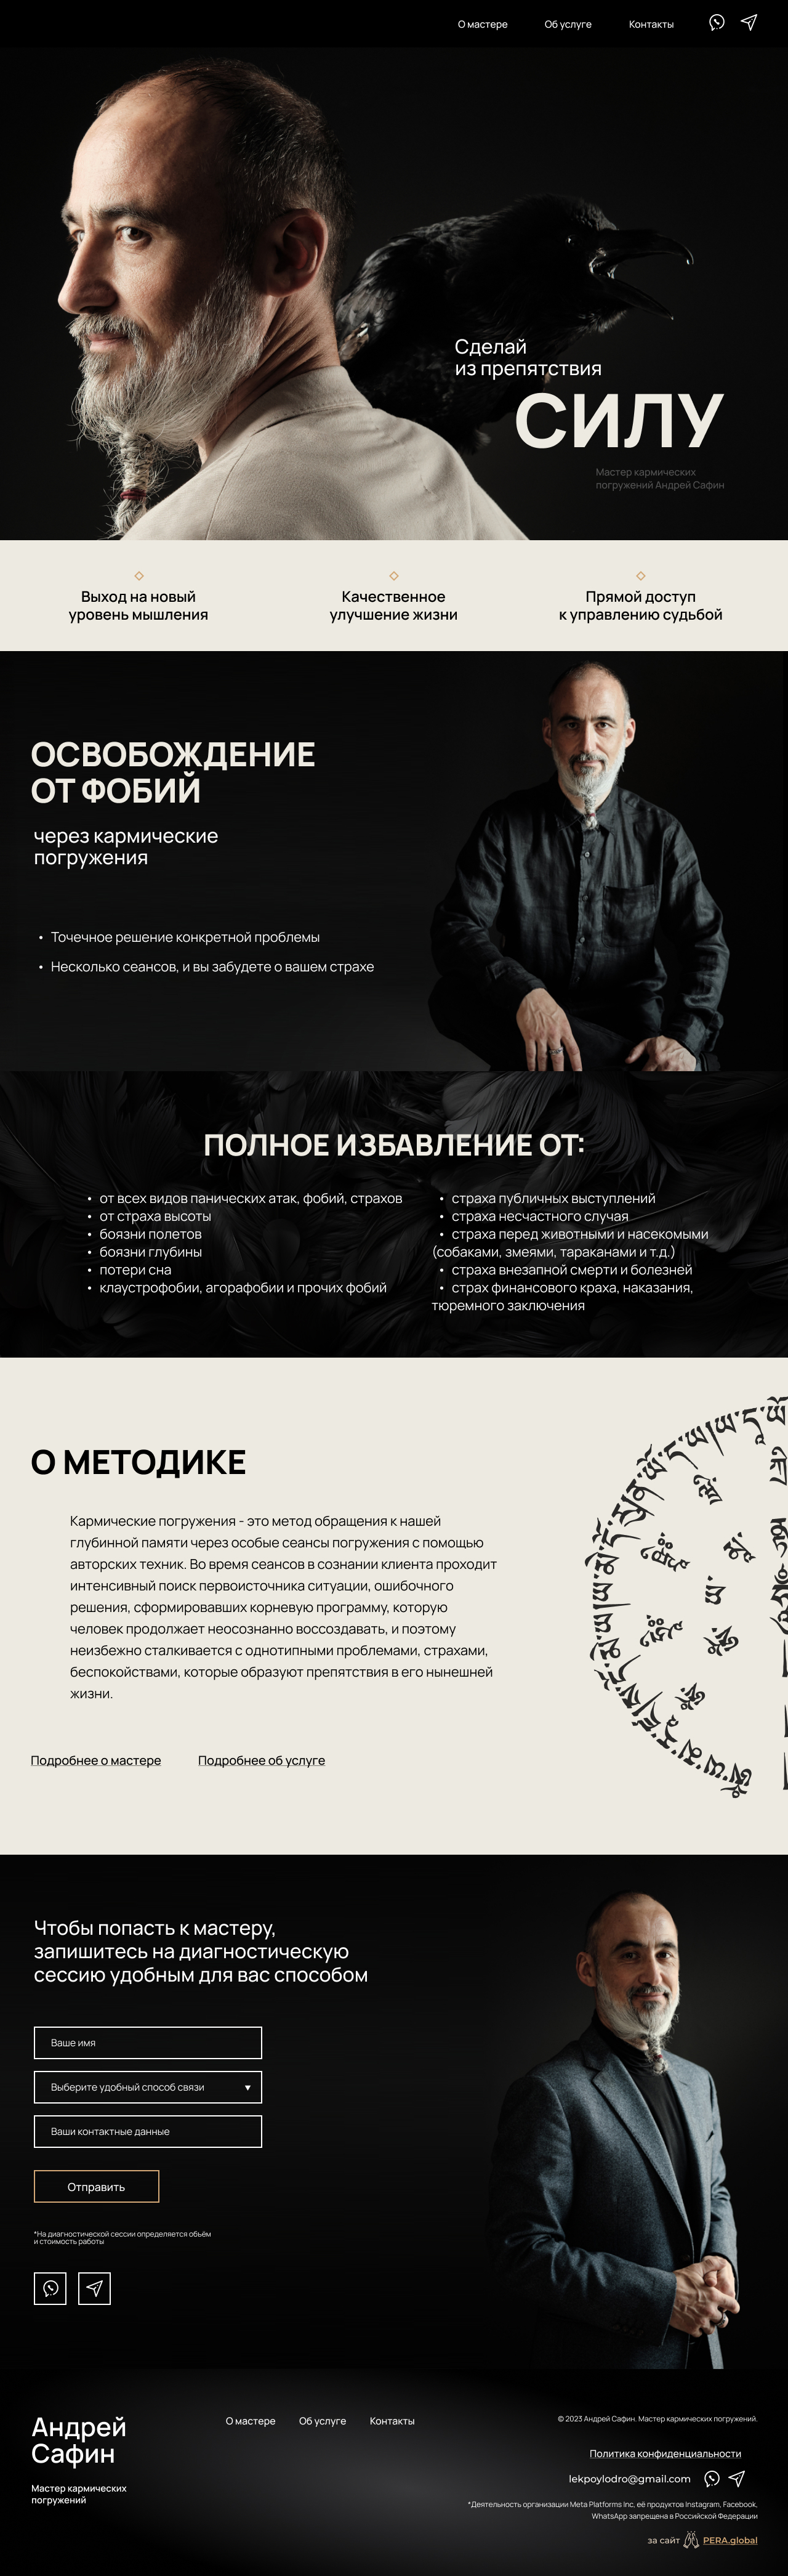 О мастере
Об услуге
Контакты
Сделай
из препятствия
СИЛУ
Мастер кармических
погружений Андрей Сафин
Выход на новый
уровень мышления
Качественное
улучшение жизни
Прямой доступ
к управлению судьбой
ОСВОБОЖДЕНИЕ
ОТ ФОБИЙ
через кармические
погружения
• Точечное решение конкретной проблемы
• Несколько сеансов, и вы забудете о вашем страхе
ПОЛНОЕ ИЗБАВЛЕНИЕ ОТ:
• от всех видов панических атак, фобий, страхов
• от страха высоты
• боязни полетов
• боязни глубины
• потери сна
• клаустрофобии, агорафобии и прочих фобий
• страха публичных выступлений
• страха несчастного случая
• страха перед животными и насекомыми
(собаками, змеями, тараканами и т.д.)
• страха внезапной смерти и болезней
• страх финансового краха, наказания,
тюремного заключения
О МЕТОДИКЕ
Кармические погружения - это метод обращения к нашей
глубинной памяти через особые сеансы погружения с помощью
авторских техник. Во время сеансов в сознании клиента проходит
интенсивный поиск первоисточника ситуации, ошибочного
решения, сформировавших корневую программу, которую
человек продолжает неосознанно воссоздавать, и поэтому
неизбежно сталкивается с однотипными проблемами, страхами,
беспокойствами, которые образуют препятствия в его нынешней
жизни.
Подробнее о мастере
Подробнее об услуге
Чтобы попасть к мастеру,
запишитесь на диагностическую
сессию удобным для вас способом
Ваше имя
Выберите удобный способ связи
Ваши контактные данные
Отправить
*На диагностической сессии определяется объём
и стоимость работы
Андрей
Сафин
Мастер кармических
погружений
О мастере
Об услуге
Контакты
© 2023 Андрей Сафин. Мастер кармических погружений.
Политика конфиденциальности
lekpoylodro@gmail.com
*Деятельность организации Meta Platforms Inc, её продуктов Instagram, Facebook,
WhatsApp запрещена в Российской Федерации
за сайт PERA.global